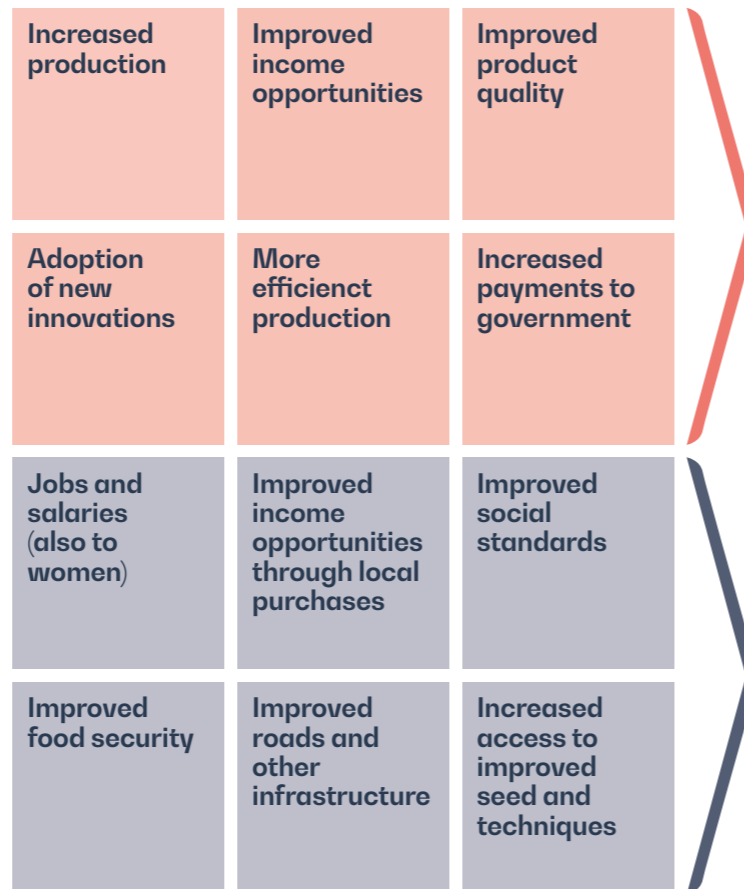 Increased
production
Improved
income
opportunities
Improved
product
quality
Adoption
of new
innovations
More
efficienct
production
Increased
payments to
government
Jobs and
salaries
(also to
women)
Improved
income
opportunities
through local
purchases
Improved
social
standards
Improved
food security
Improved
roads and
other
infrastructure
Increased
access to
improved
seed and
techniques